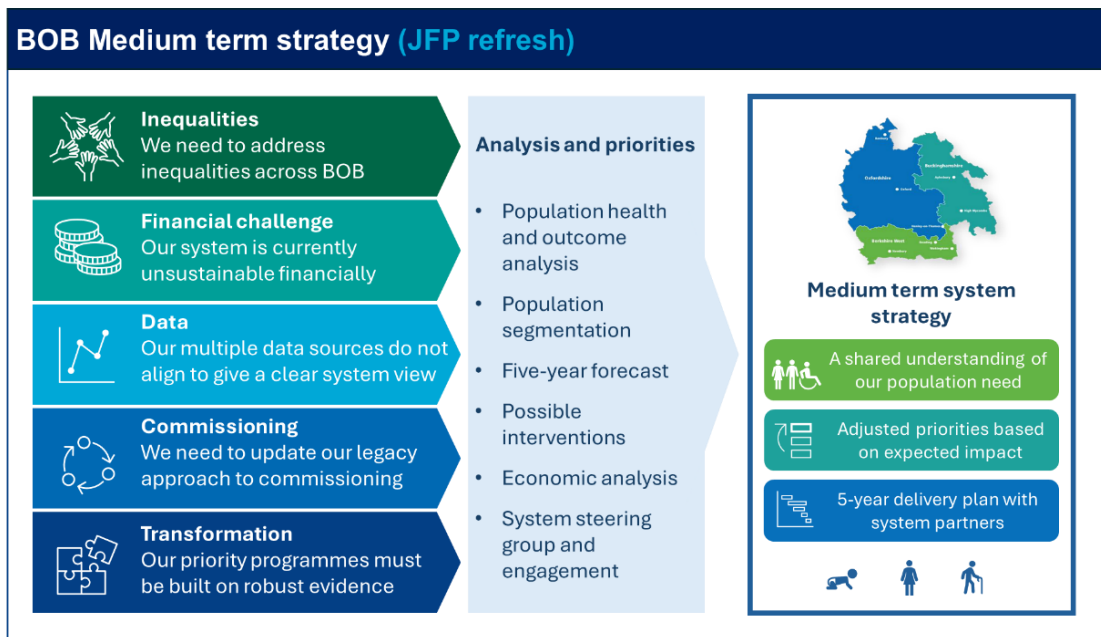 BOB Medium term strategy (JFP refresh)
Inequalities
We need to address
inequalities across BOB
Financial challenge
Our system is currently
unsustainable financially
Data
Our multiple data sources do not
align to give a clear system view
Commissioning
We need to update our legacy
approach to commissioning
Transformation
Our priority programmes must
be built on robust evidence
Analysis and priorities
• Population health
and outcome
analysis
• Population
segmentation
• Five-year forecast
• Possible
interventions
• Economic analysis
• System steering
group and
engagement
Oxfordshire
Oxford
Buckinghamshire
High Wycombe
Berkshire West
Reading
Medium term system
strategy
A shared understanding of
our population need
Adjusted priorities based
on expected impact
5-year delivery plan with
system partners